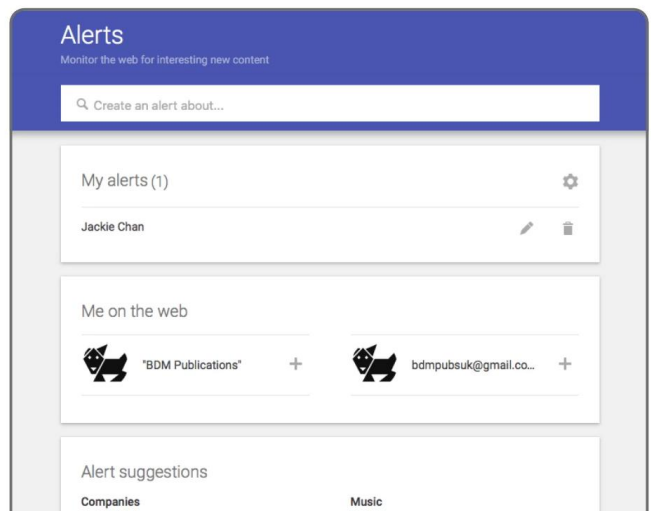 Alerts
Monitor the web for interesting new content
Create an alert about...
My alerts (1)
Jackie Chan
Me on the web
"BDM Publications"
bdmpubsuk@gmail.co...
Alert suggestions
Companies
Music